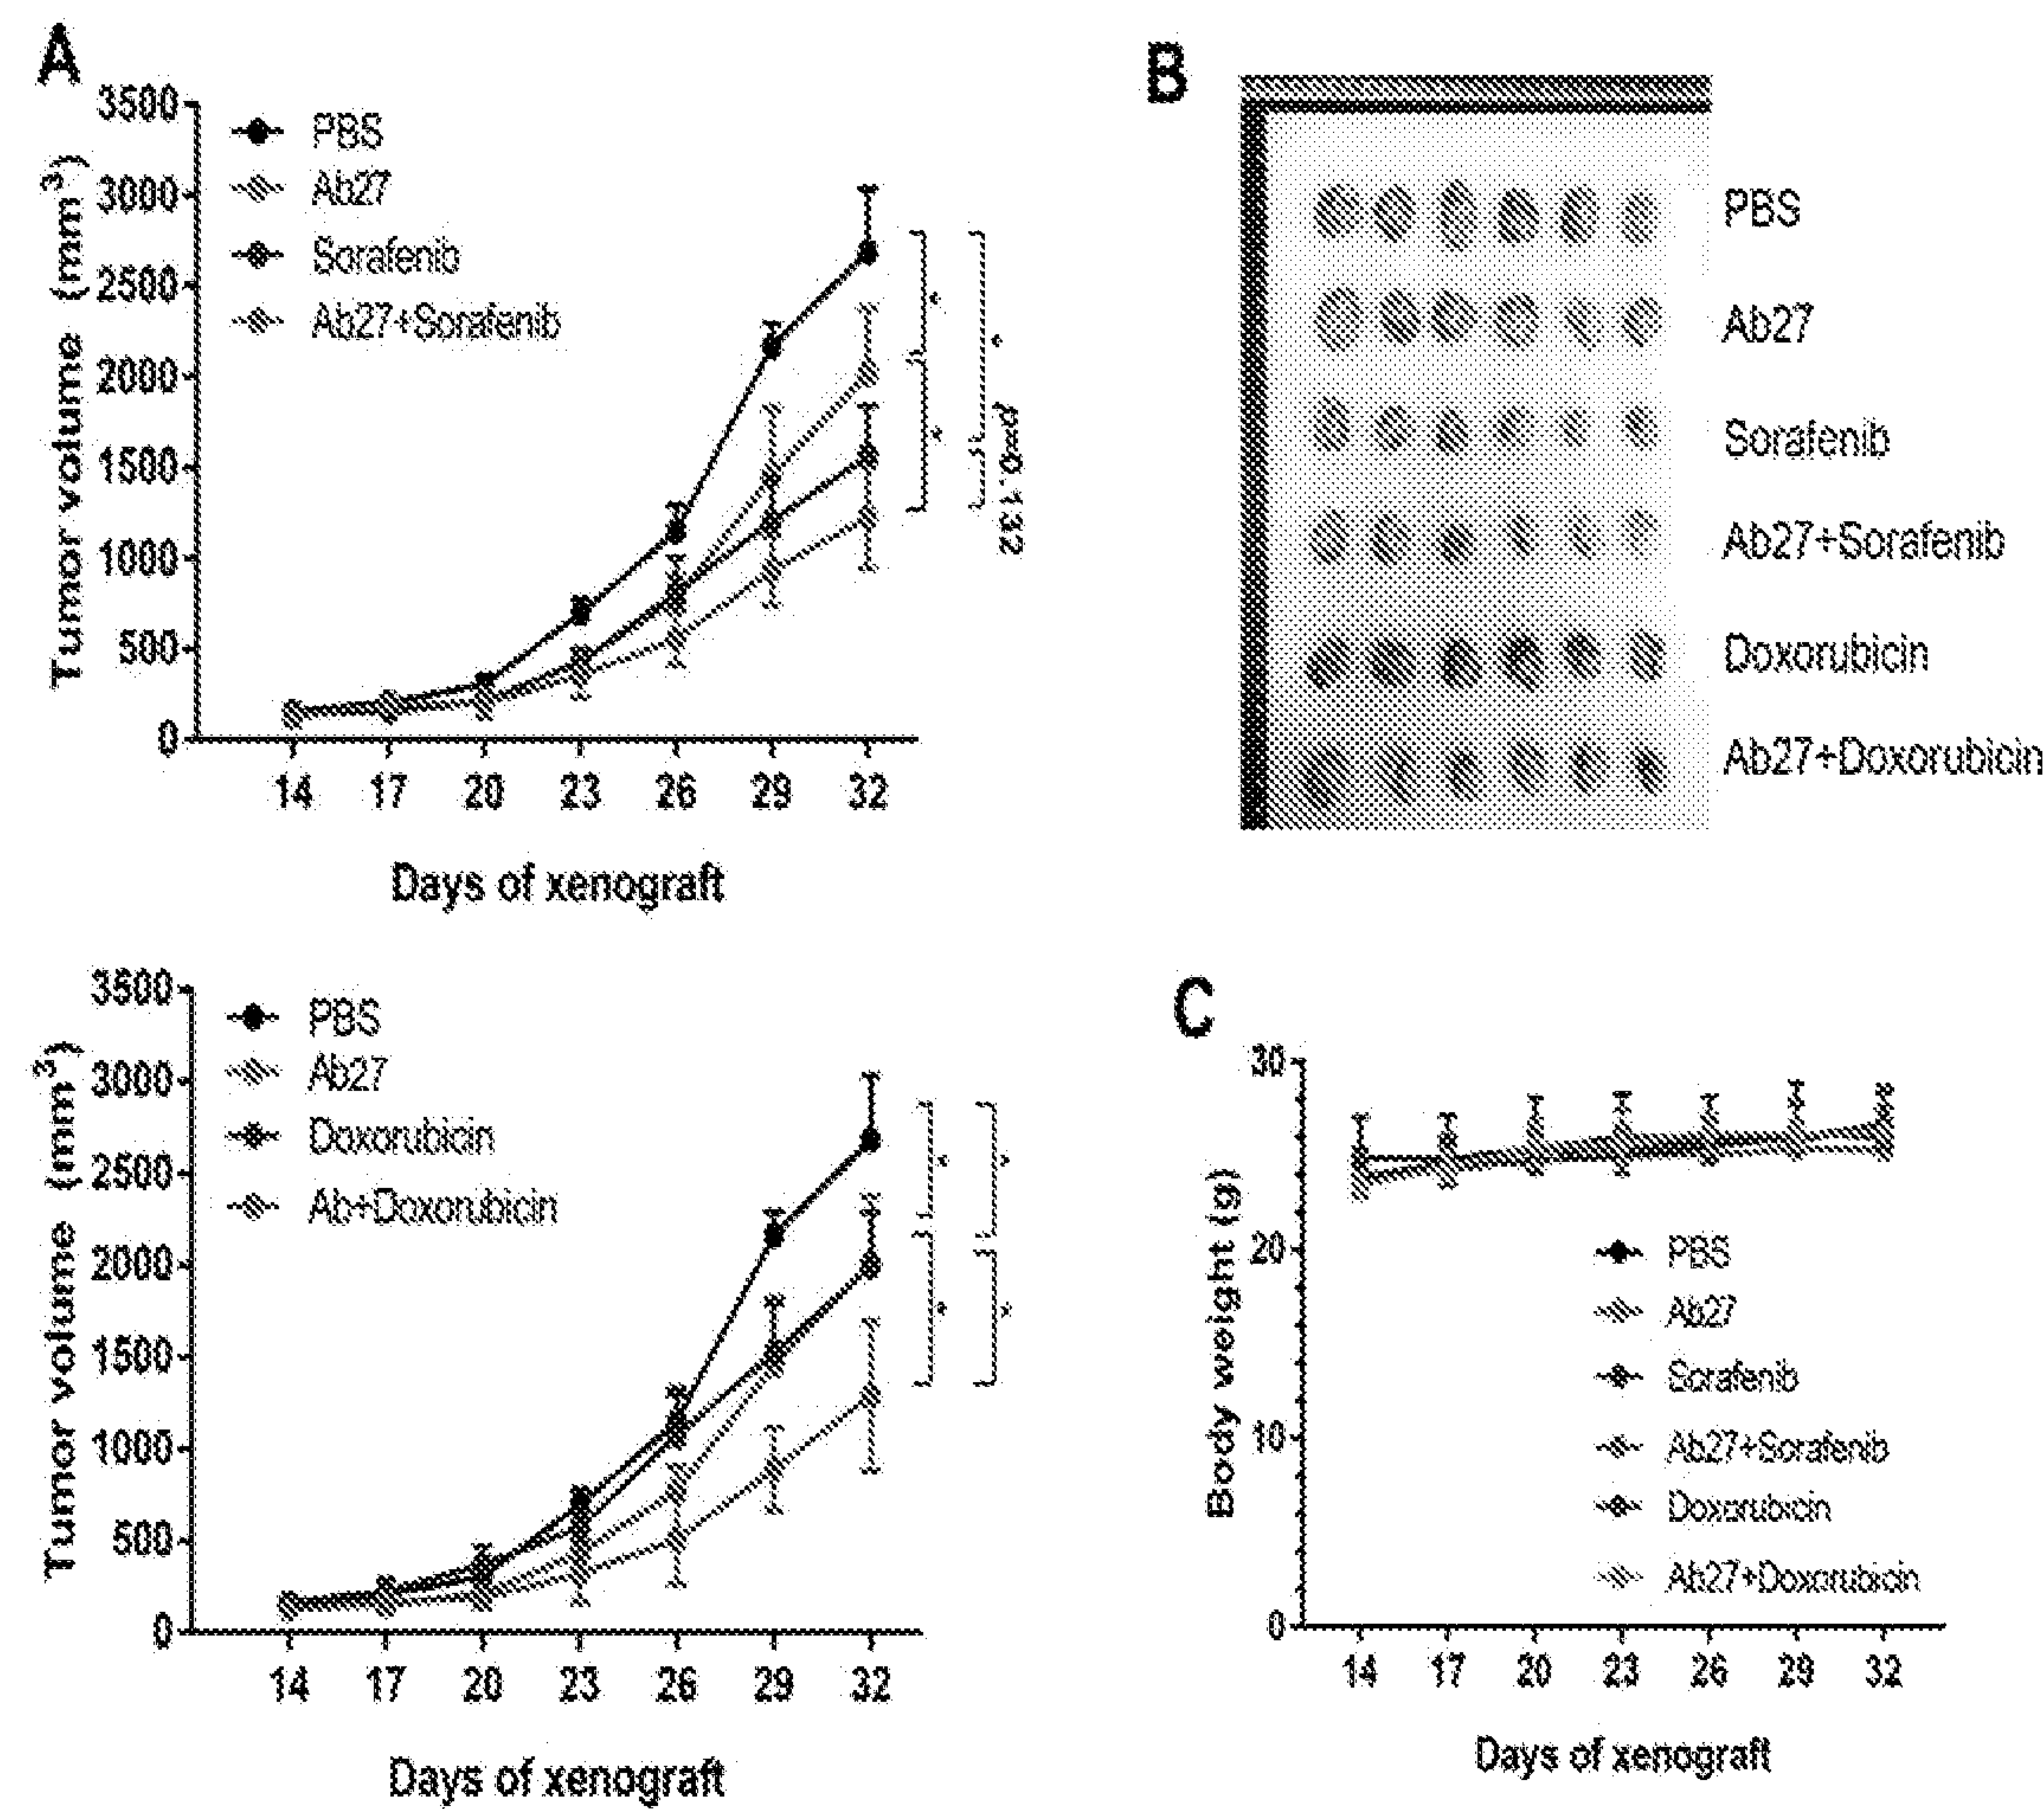 A
3500
3000
2500
2000
1500
1000
500
0
Tumor volume (mm³)
PBS
Ab27
Sorafenib
Ab27+Sorafenib
*
*
*
p=0.132
14 17 20 23 26 29 32
Days of xenograft
B
PBS
Ab27
Sorafenib
Ab27+Sorafenib
Doxorubicin
Ab27+Doxorubicin
3500
3000
2500
2000
1500
1000
500
0
Tumor volume (mm³)
PBS
Ab27
Doxorubicin
Ab+Doxorubicin
*
*
*
*
14 17 20 23 26 29 32
Days of xenograft
C
30
20
10
0
Body weight (g)
PBS
Ab27
Sorafenib
Ab27+Sorafenib
Doxorubicin
Ab27+Doxorubicin
14 17 20 23 26 29 32
Days of xenograft